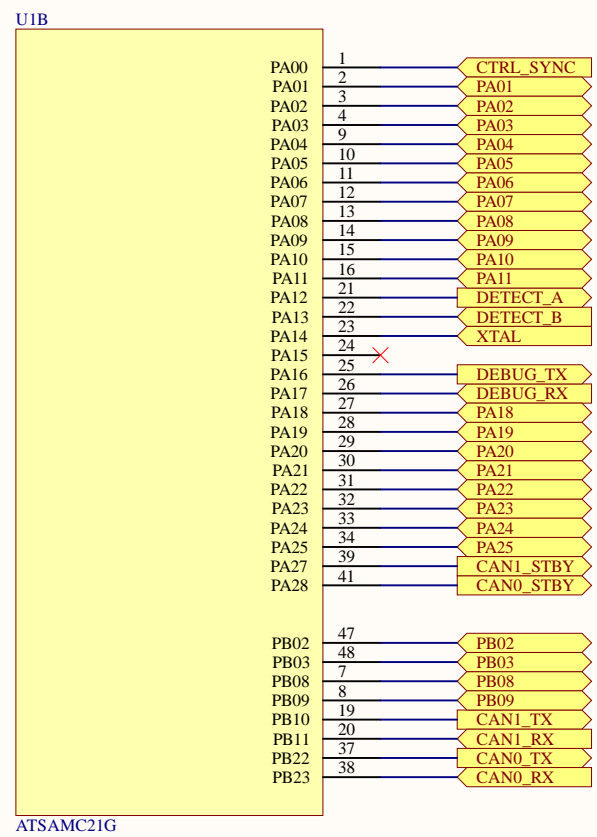 U1B
PA00 1 CTRL_SYNC
PA01 2 PA01
PA02 3 PA02
PA03 4 PA03
PA04 9 PA04
PA05 10 PA05
PA06 11 PA06
PA07 12 PA07
PA08 13 PA08
PA09 14 PA09
PA10 15 PA10
PA11 16 PA11
PA12 21 DETECT_A
PA13 22 DETECT_B
PA14 23 XTAL
PA15 24
PA16 25 DEBUG_TX
PA17 26 DEBUG_RX
PA18 27 PA18
PA19 28 PA19
PA20 29 PA20
PA21 30 PA21
PA22 31 PA22
PA23 32 PA23
PA24 33 PA24
PA25 34 PA25
PA27 39 CAN1_STBY
PA28 41 CAN0_STBY
PB02 47 PB02
PB03 48 PB03
PB08 7 PB08
PB09 8 PB09
PB10 19 CAN1_TX
PB11 20 CAN1_RX
PB22 37 CAN0_TX
PB23 38 CAN0_RX
ATSAMC21G